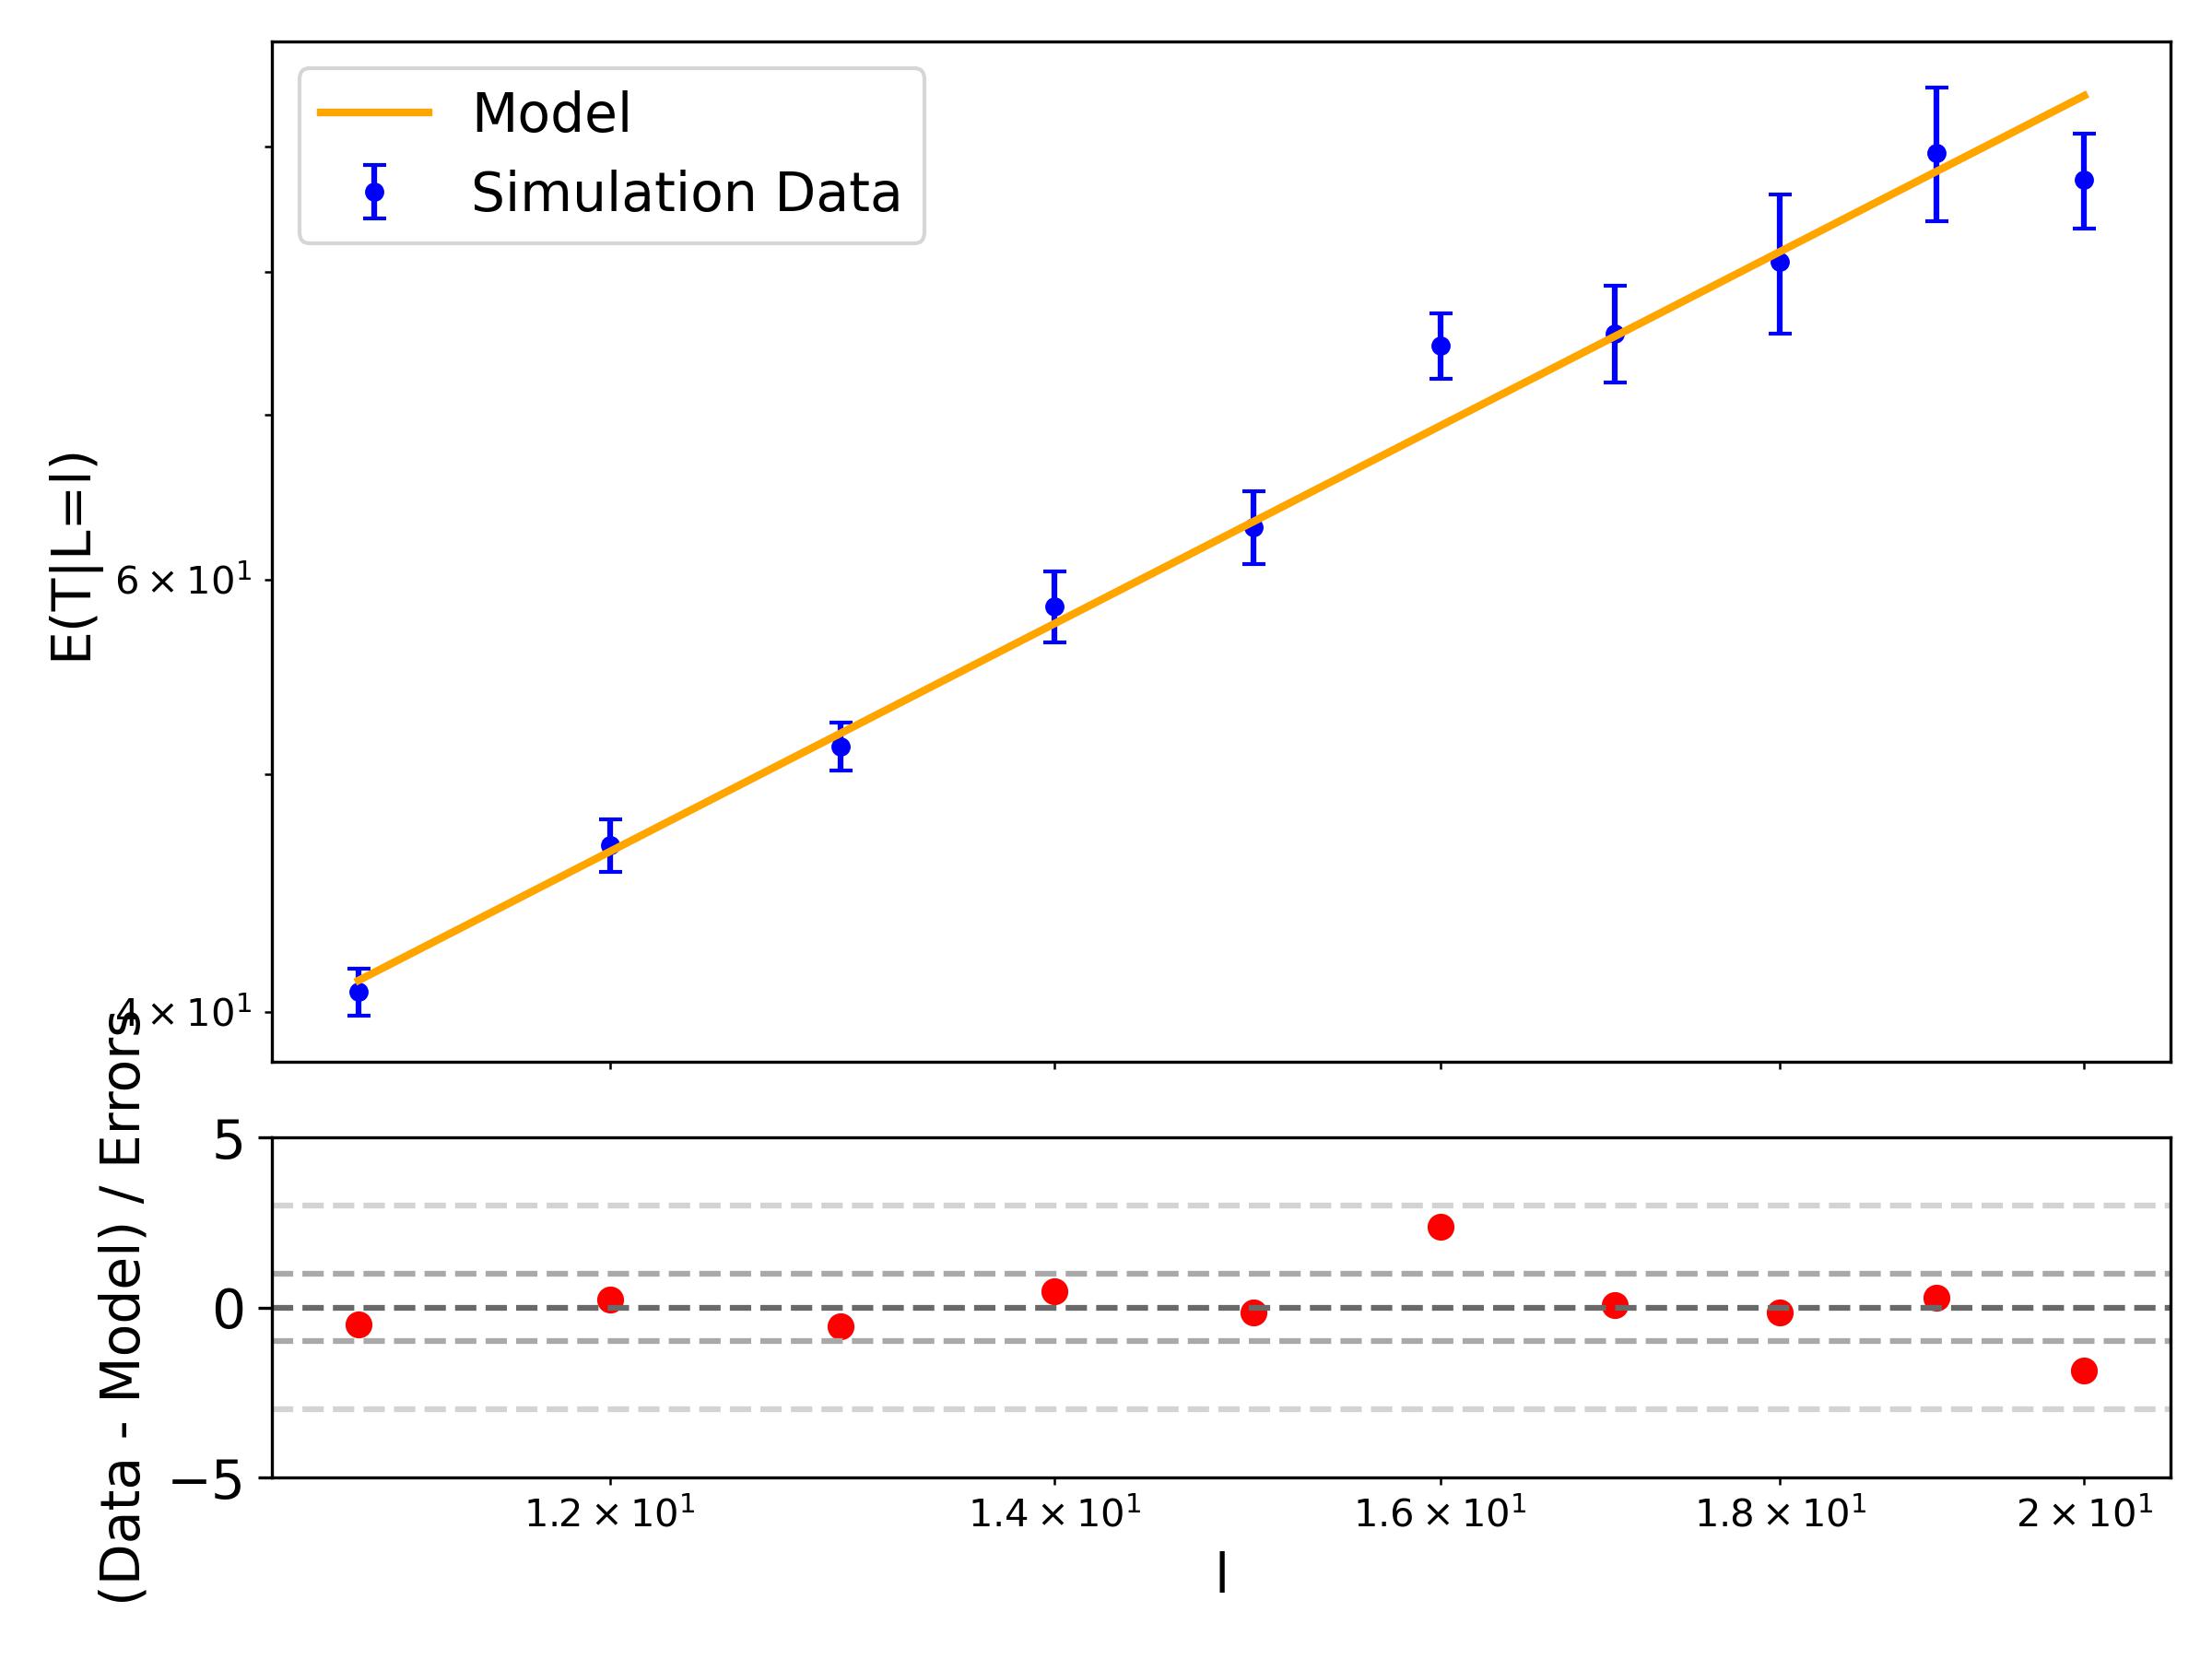 Model
Simulation Data
E(T|L=l)
6 × 10¹
4 × 10¹
(Data - Model) / Errors
5
0
−5
1.2 × 10¹
1.4 × 10¹
1.6 × 10¹
1.8 × 10¹
2 × 10¹
l